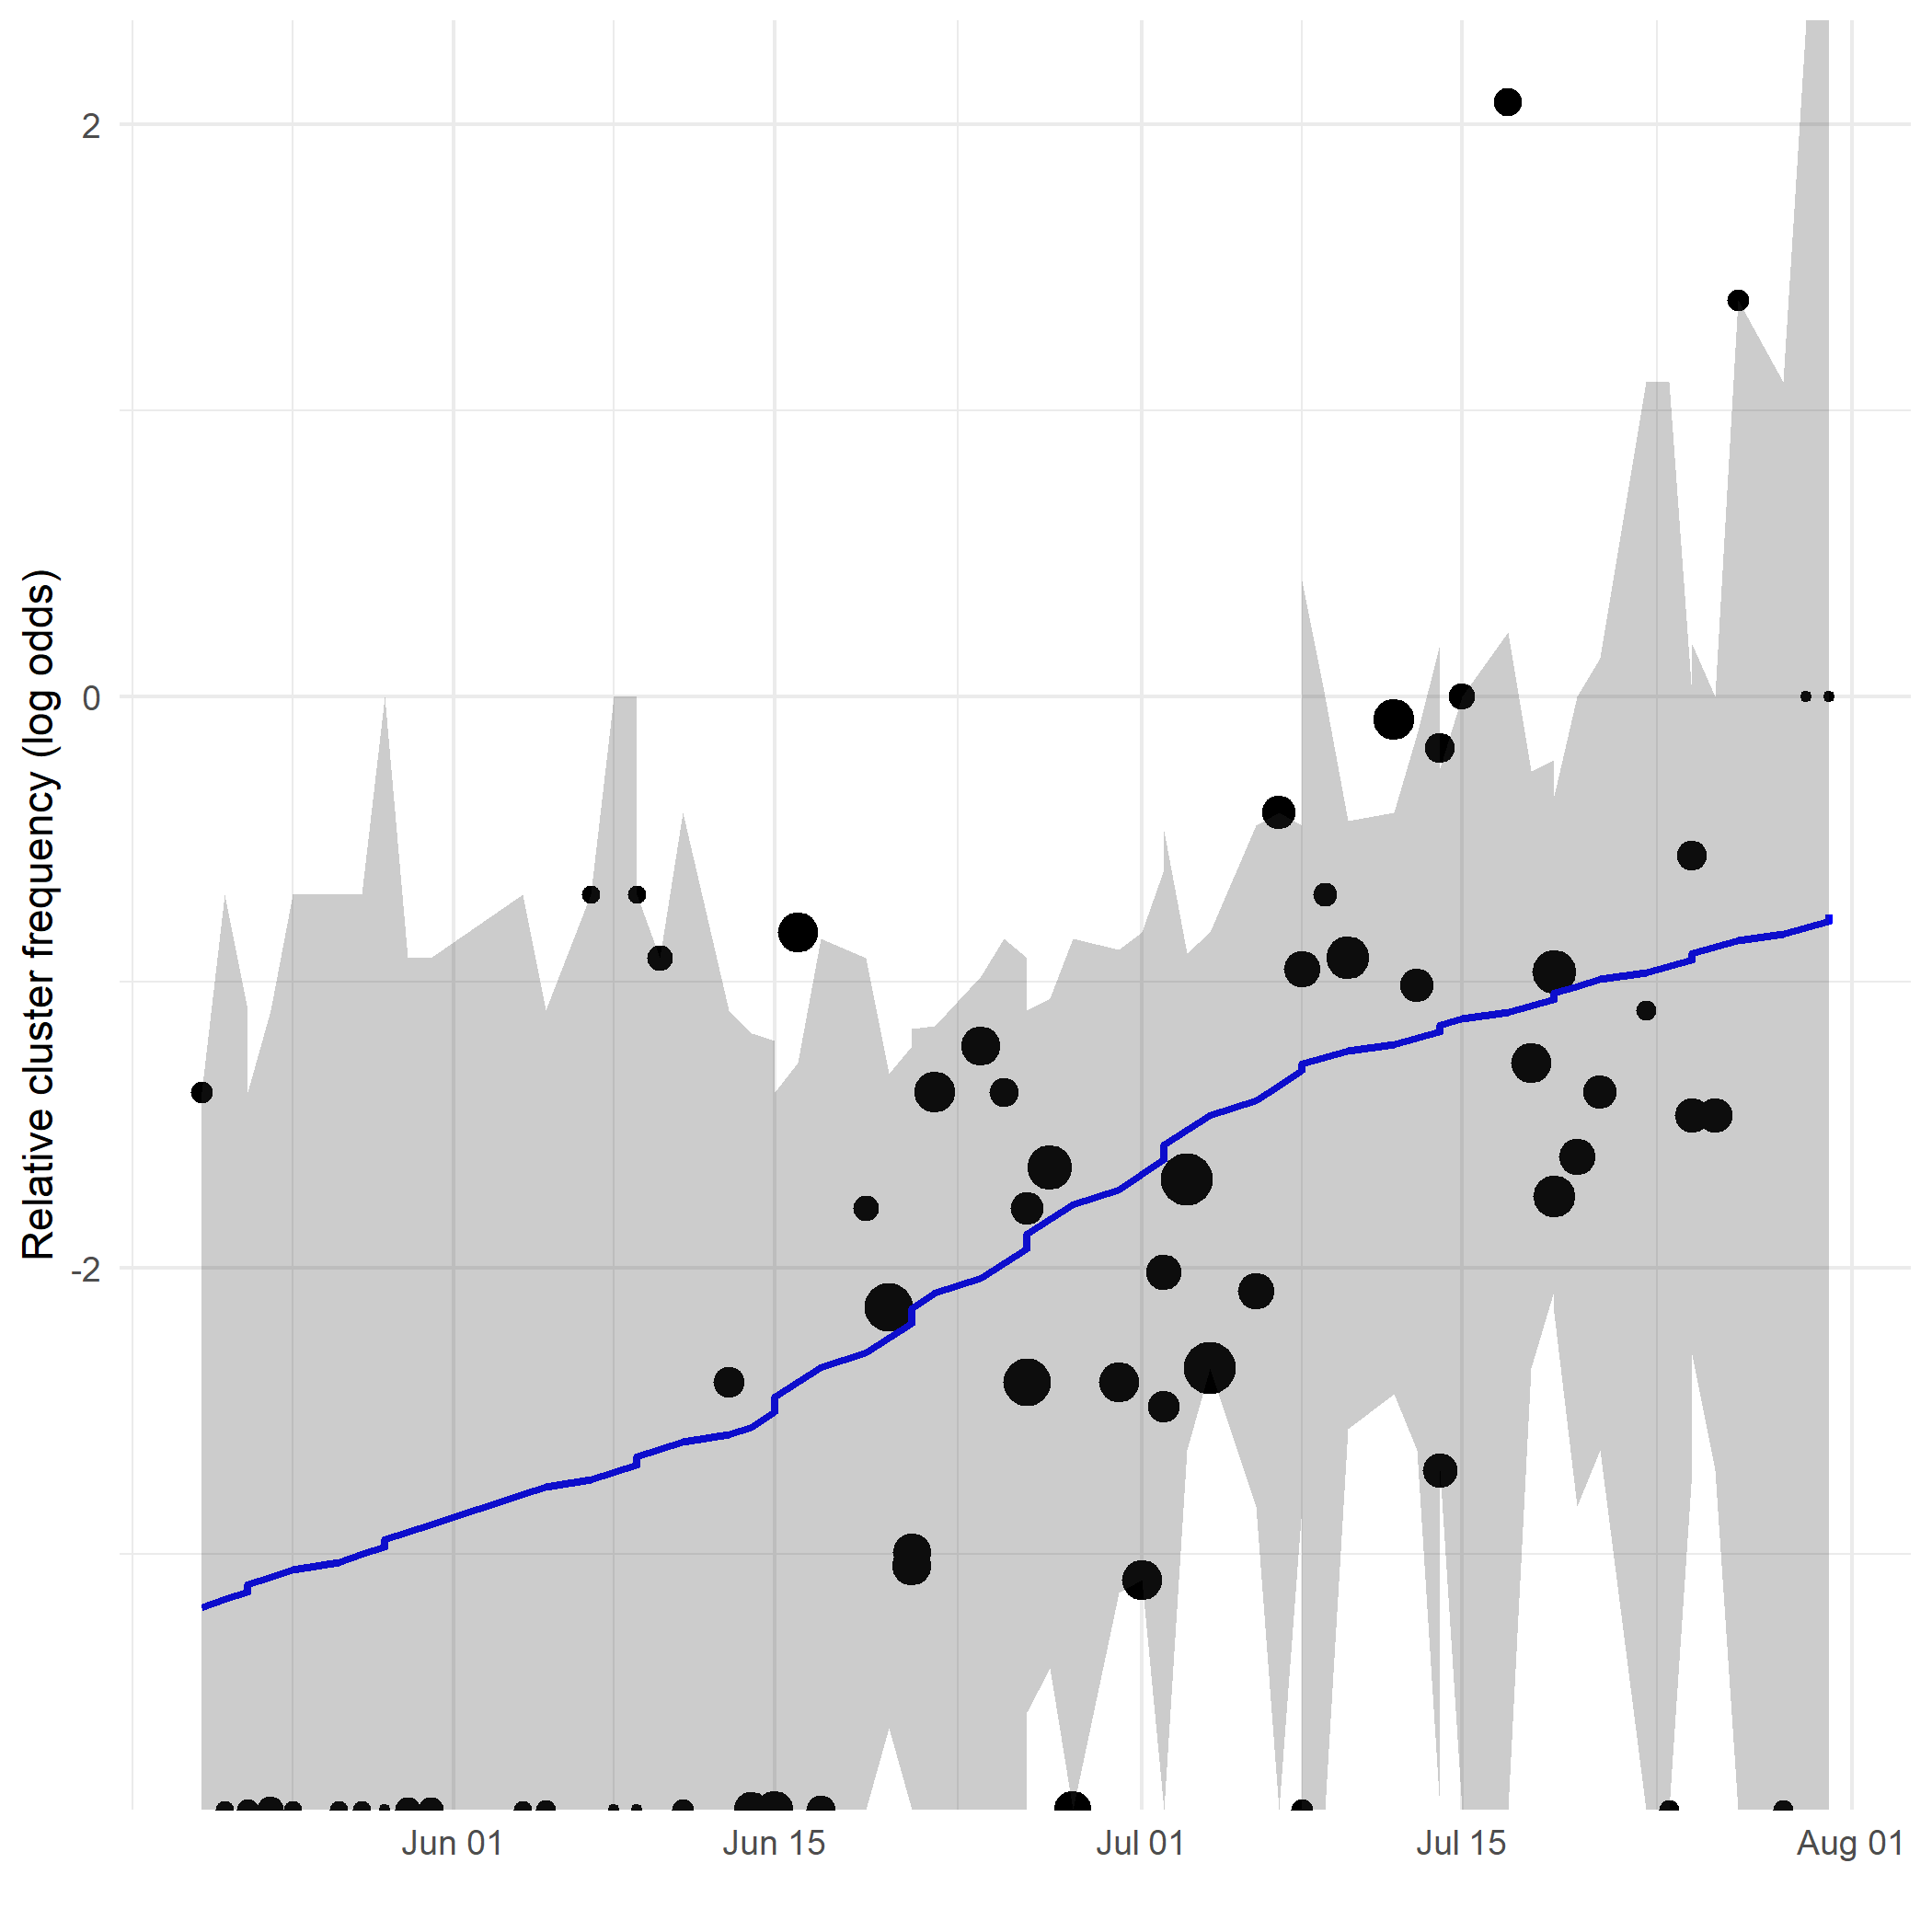 Relative cluster frequency (log odds)
2
0
-2
Jun 01
Jun 15
Jul 01
Jul 15
Aug 01